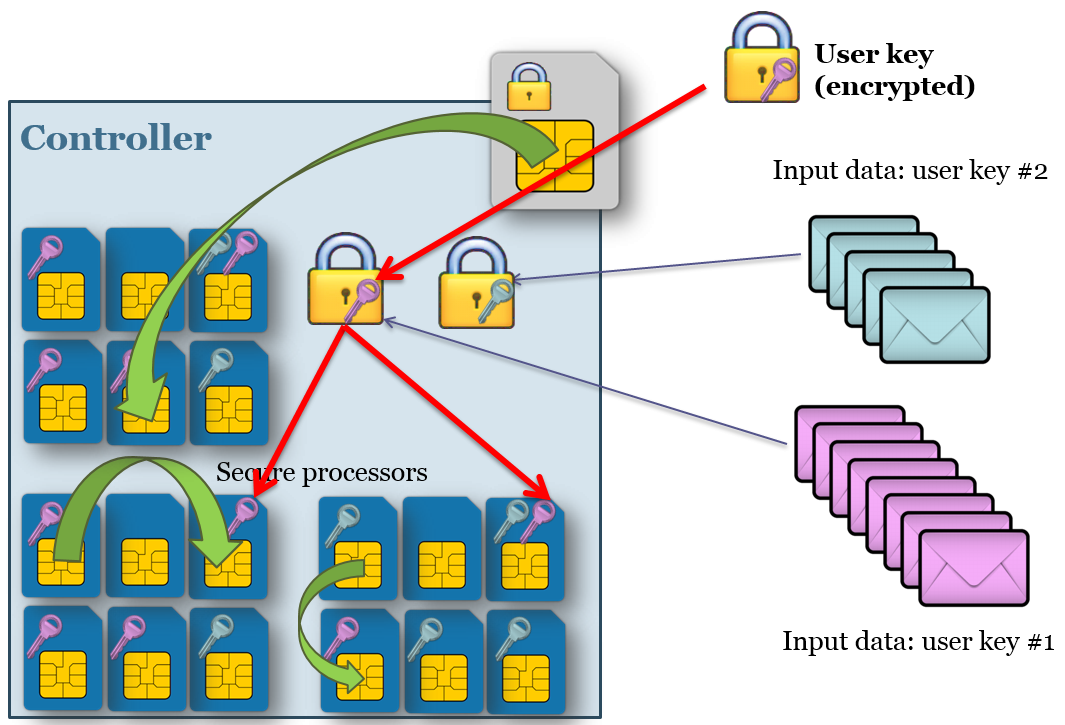 User key
(encrypted)
Controller
Input data: user key #2
Secure processors
Input data: user key #1